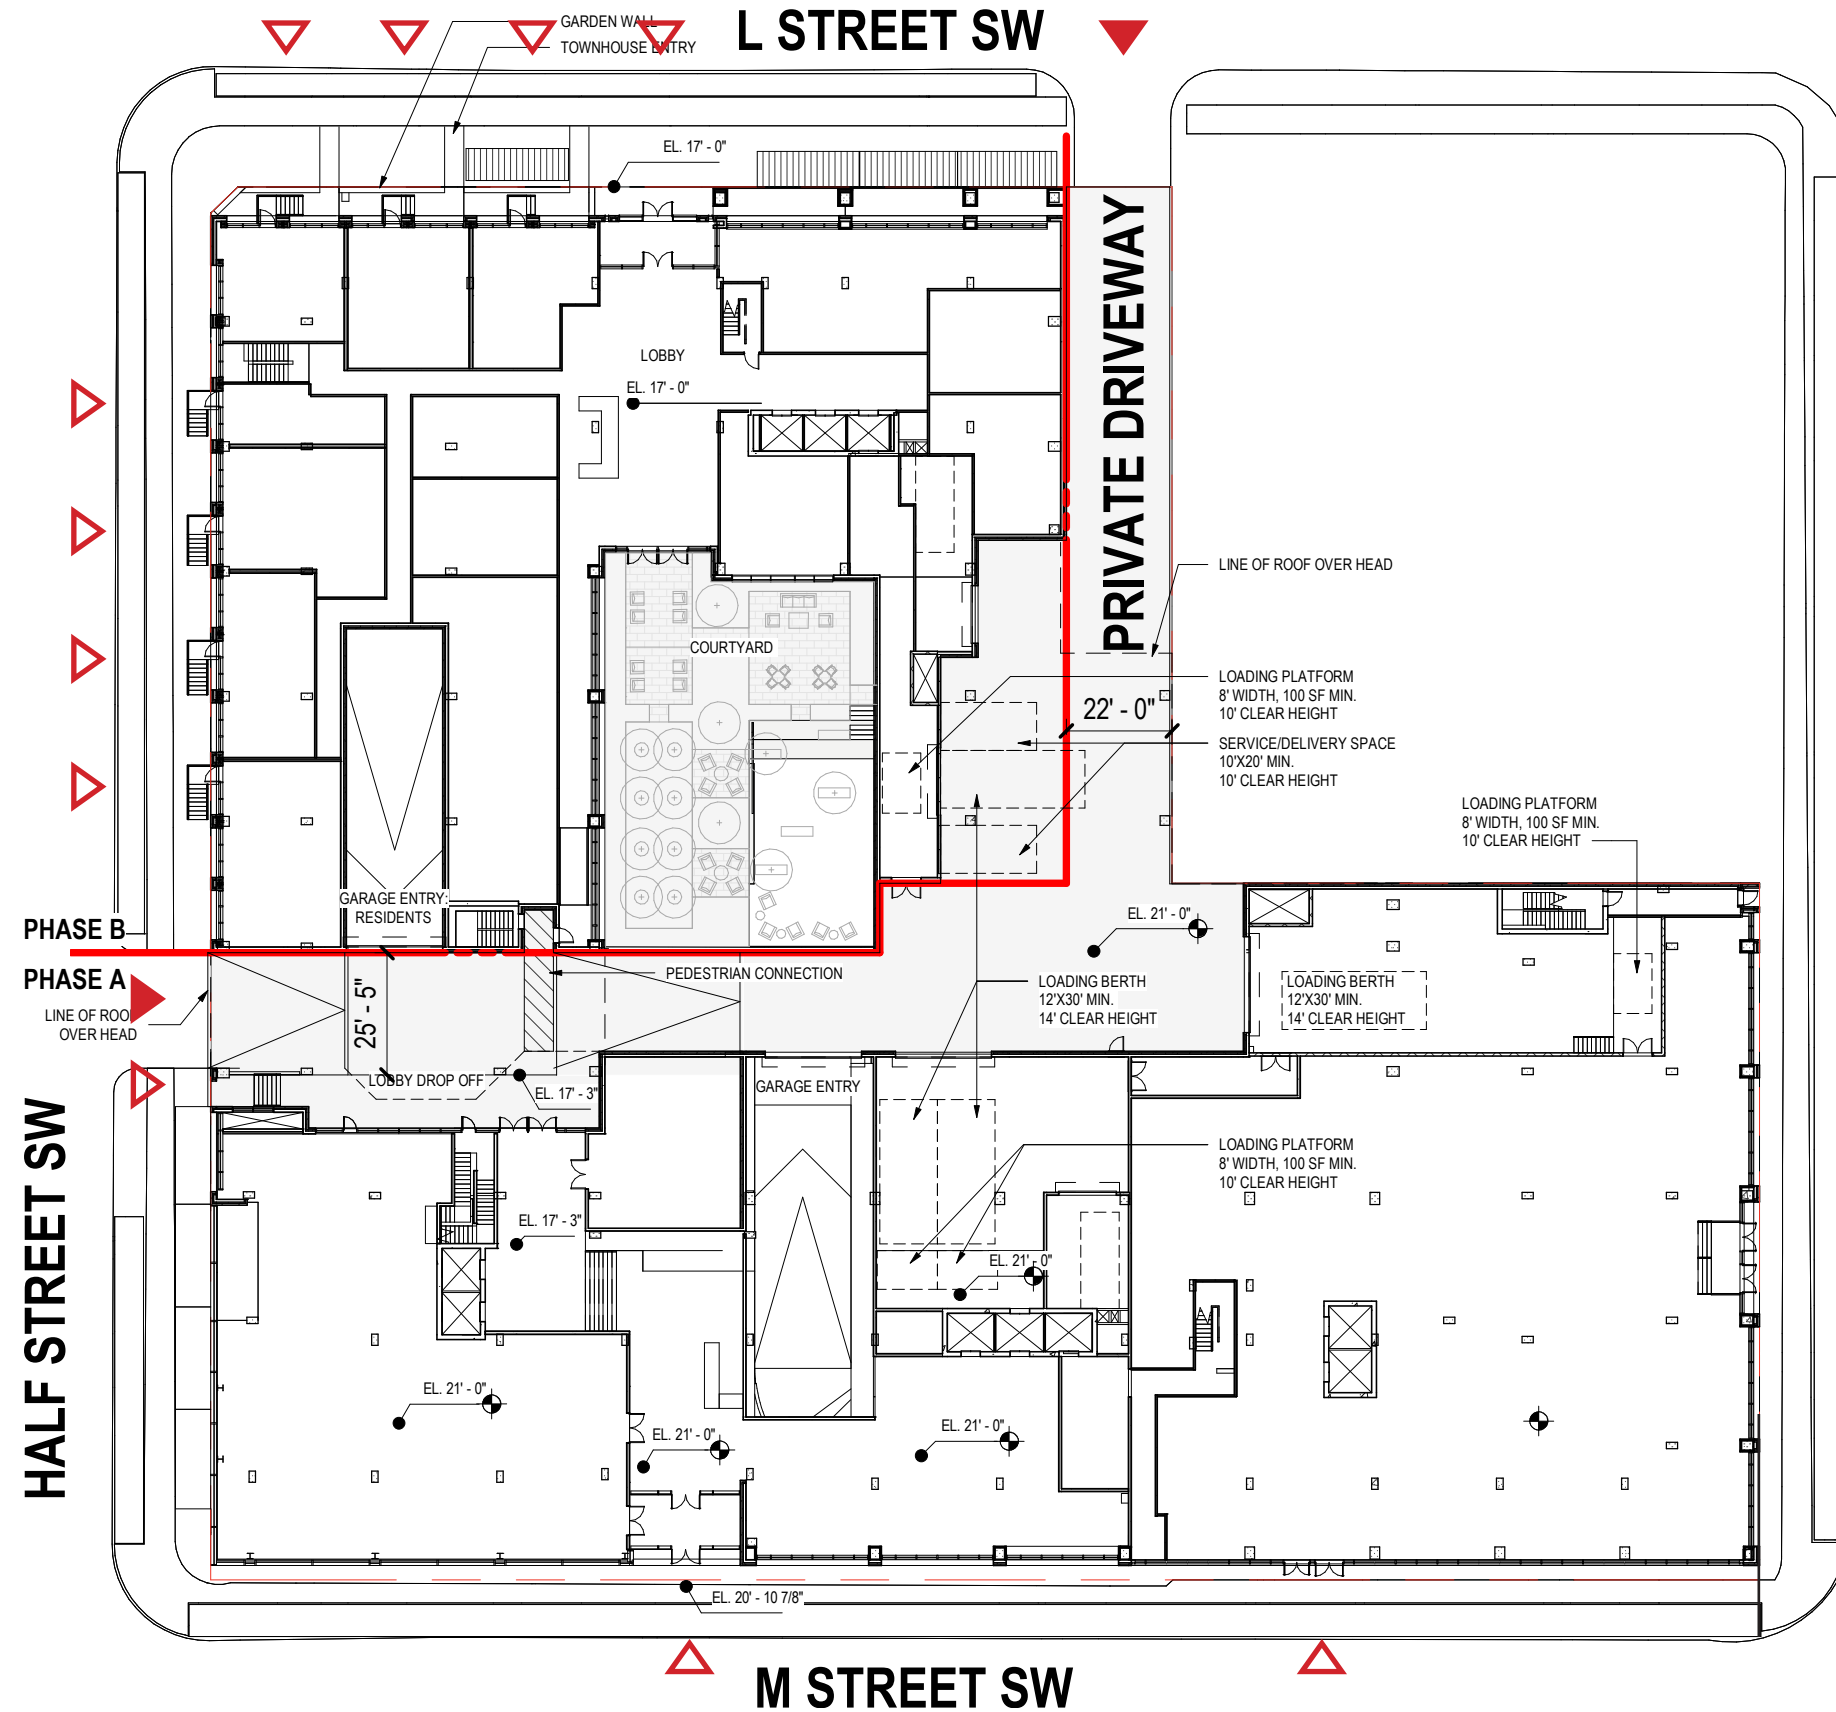 L STREET SW
GARDEN WALL
TOWNHOUSE ENTRY
EL. 17' - 0"
PRIVATE DRIVEWAY
LOBBY
EL. 17' - 0"
LINE OF ROOF OVER HEAD
COURTYARD
LOADING PLATFORM
8' WIDTH, 100 SF MIN.
10' CLEAR HEIGHT
22' - 0"
SERVICE/DELIVERY SPACE
10'X20' MIN.
10' CLEAR HEIGHT
LOADING PLATFORM
8' WIDTH, 100 SF MIN.
10' CLEAR HEIGHT
GARAGE ENTRY:
RESIDENTS
PHASE B
EL. 21' - 0"
PHASE A
PEDESTRIAN CONNECTION
LOADING BERTH
12'X30' MIN.
14' CLEAR HEIGHT
LOADING BERTH
12'X30' MIN.
14' CLEAR HEIGHT
LINE OF ROOF
OVER HEAD
25' - 5"
LOBBY DROP OFF
EL. 17' - 3"
GARAGE ENTRY
LOADING PLATFORM
8' WIDTH, 100 SF MIN.
10' CLEAR HEIGHT
HALF STREET SW
EL. 17' - 3"
EL. 21' - 0"
EL. 21' - 0"
EL. 21' - 0"
EL. 21' - 0"
EL. 20' - 10 7/8"
M STREET SW